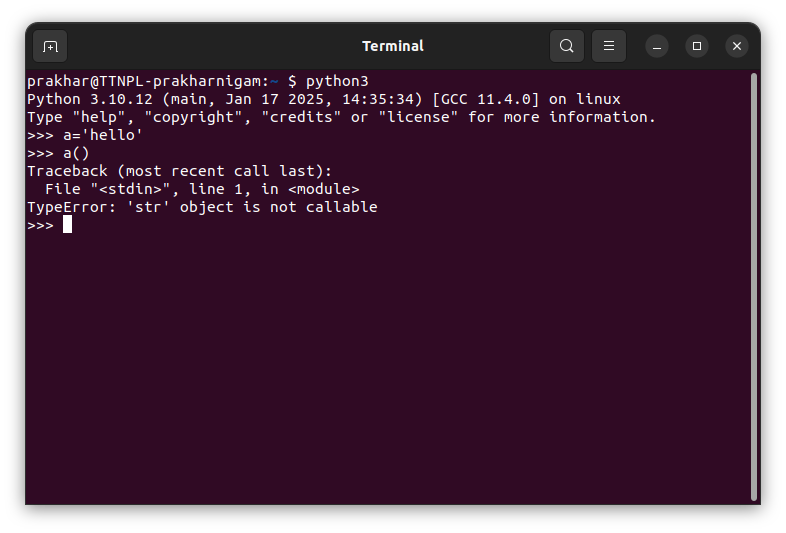 Terminal
prakhar@TTNPL-prakharnigam:~ $ python3
Python 3.10.12 (main, Jan 17 2025, 14:35:34) [GCC 11.4.0] on linux
Type "help", "copyright", "credits" or "license" for more information.
>>> a='hello'
>>> a()
Traceback (most recent call last):
  File "<stdin>", line 1, in <module>
TypeError: 'str' object is not callable
>>>